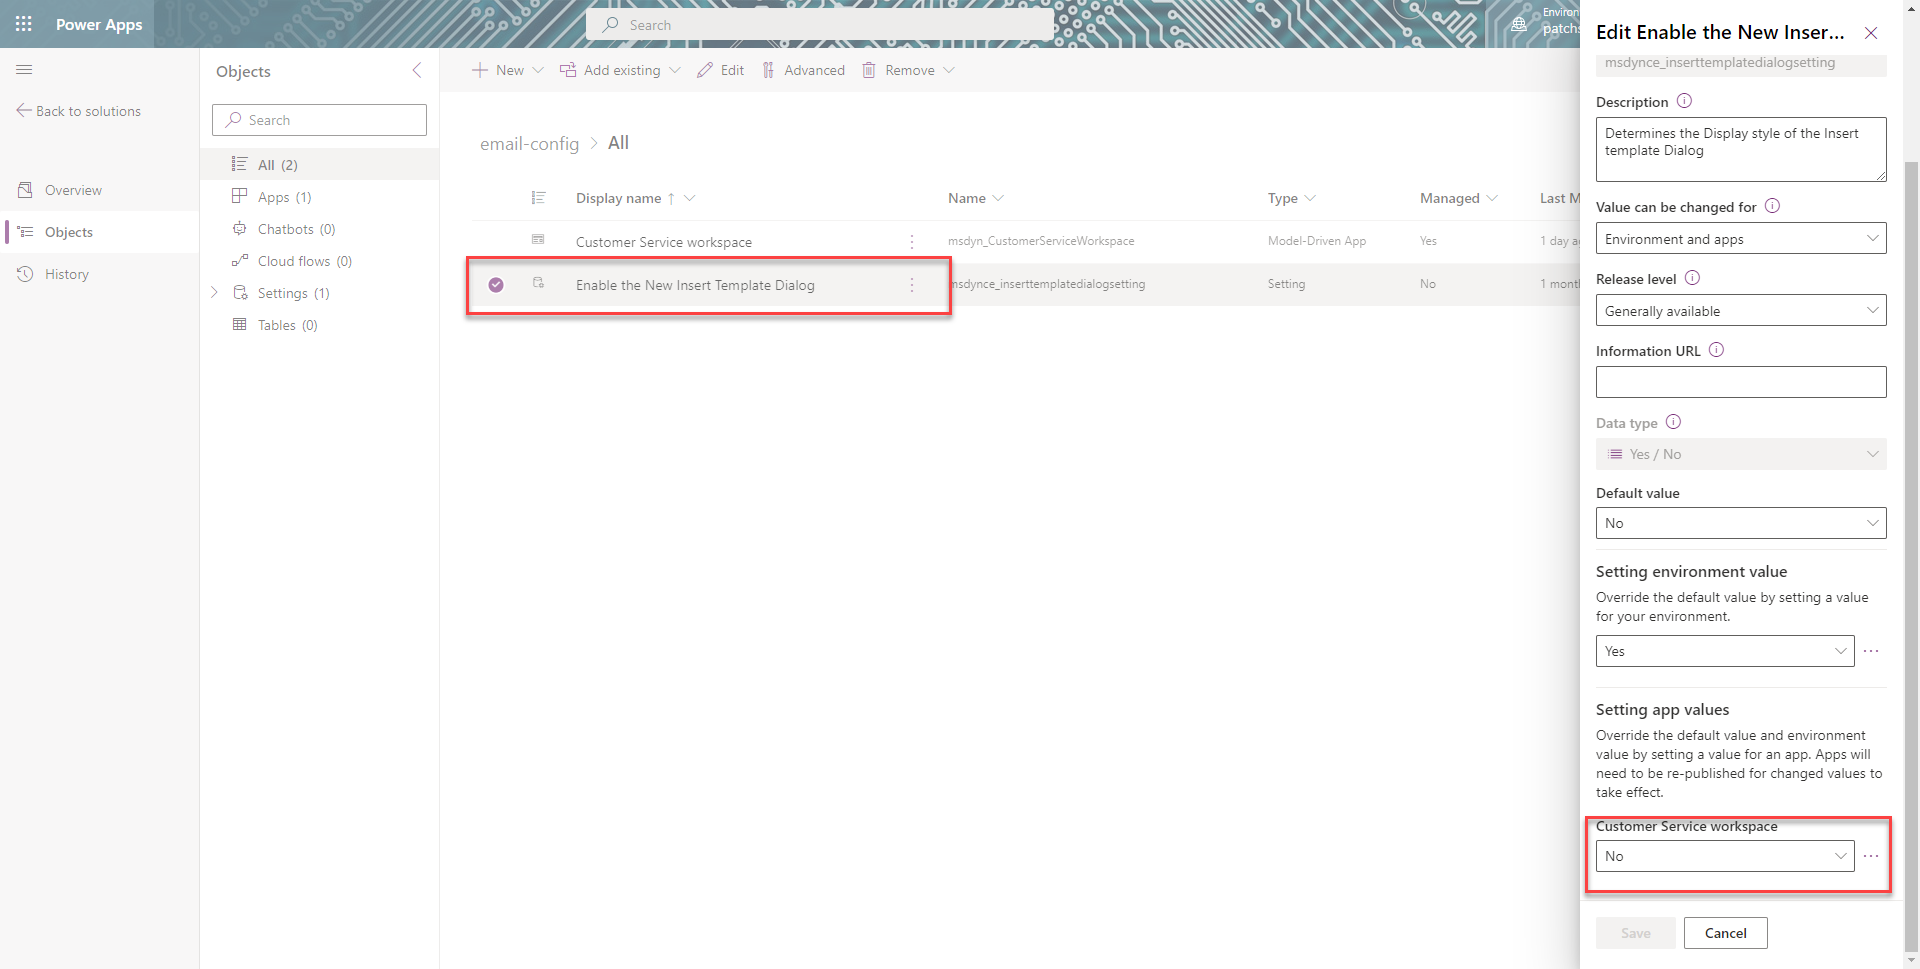 Power Apps
Search
Environ
patchs
Back to solutions
Overview
Objects
History
Objects
Search
All (2)
Apps (1)
Chatbots (0)
Cloud flows (0)
Settings (1)
Tables (0)
New
Add existing
Edit
Advanced
Remove
email-config > All
Display name ↑
Name
Type
Managed
Last M
Customer Service workspace
msdyn_CustomerServiceWorkspace
Model-Driven App
Yes
1 day a
Enable the New Insert Template Dialog
msdynce_inserttemplatedialogsetting
Setting
No
1 mont
Edit Enable the New Inser...
msdynce_inserttemplatedialogsetting
Description
Determines the Display style of the Insert
template Dialog
Value can be changed for
Environment and apps
Release level
Generally available
Information URL
Data type
Yes / No
Default value
No
Setting environment value
Override the default value by setting a value
for your environment.
Yes
Setting app values
Override the default value and environment
value by setting a value for an app. Apps will
need to be re-published for changed values to
take effect.
Customer Service workspace
No
Save
Cancel